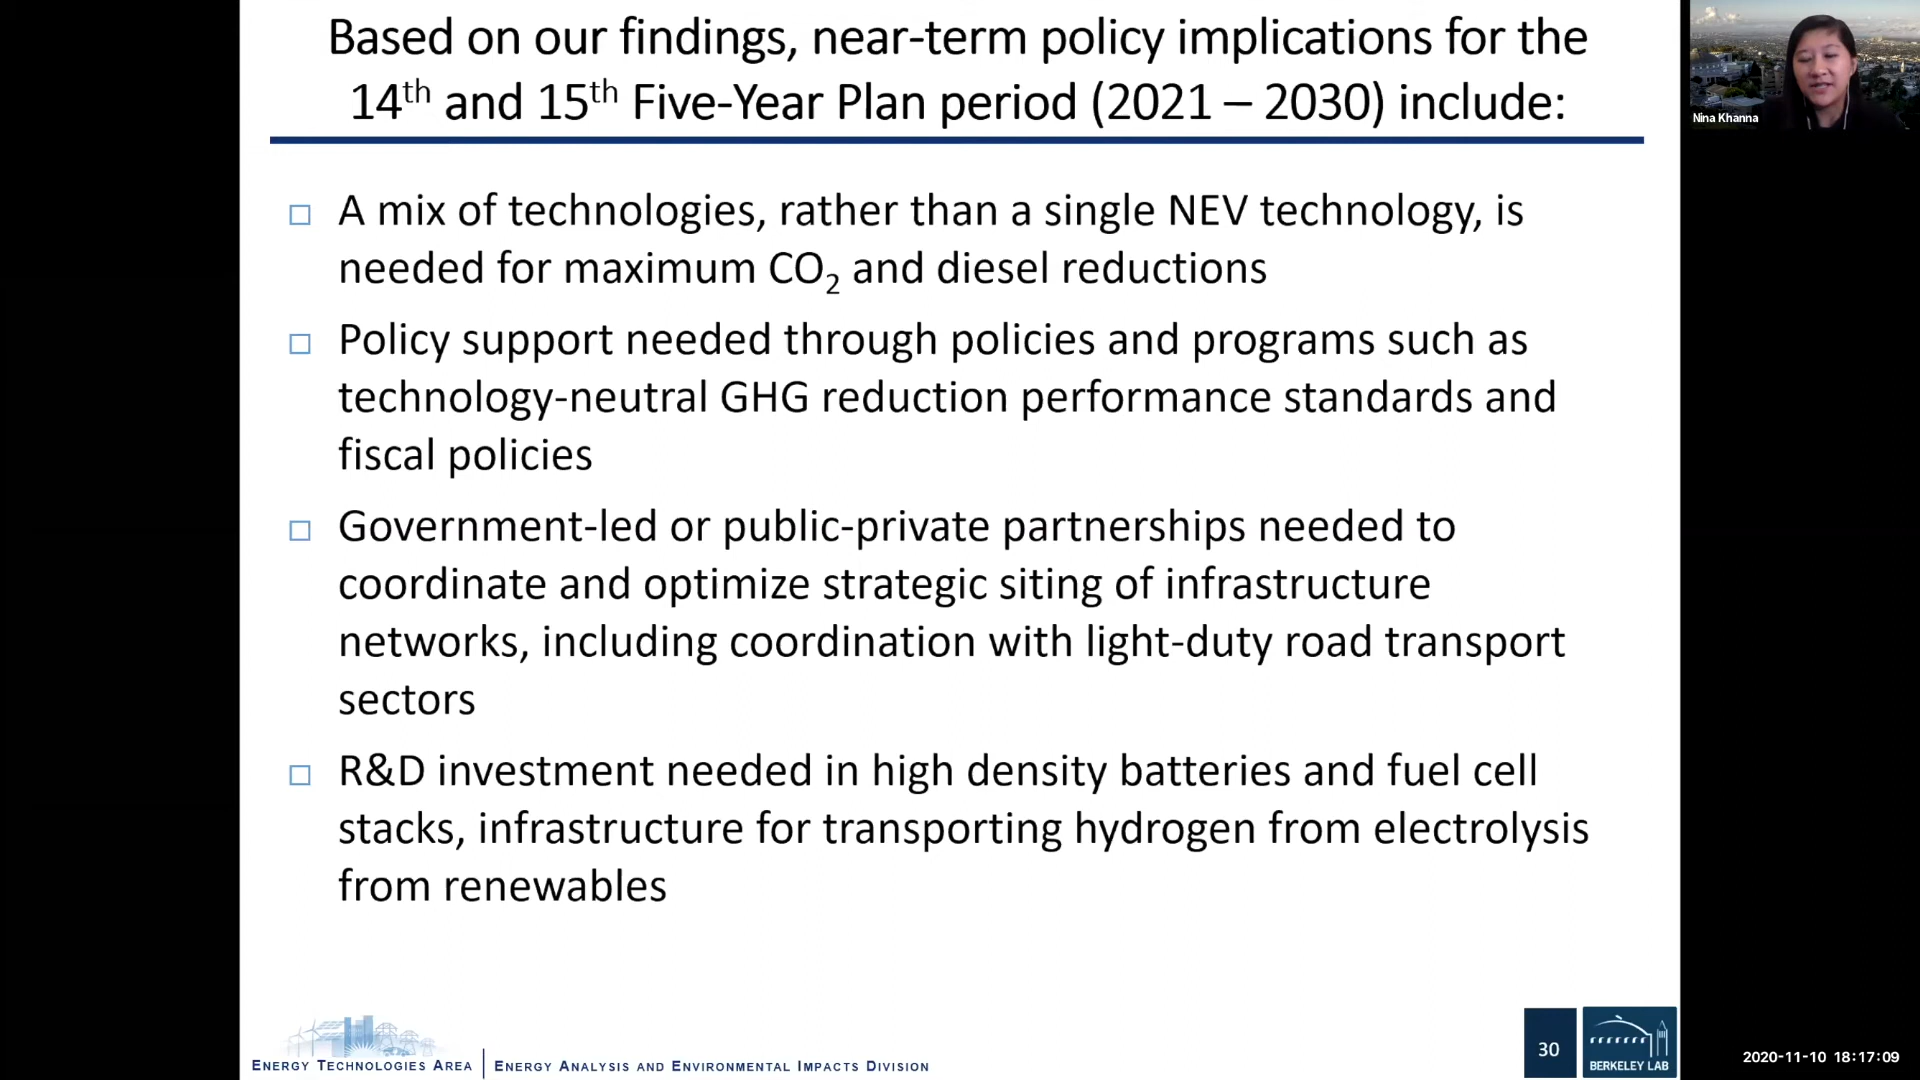 Based on our findings, near-term policy implications for the
14th and 15th Five-Year Plan period (2021 – 2030) include:
Nina Khanna
□ A mix of technologies, rather than a single NEV technology, is
needed for maximum CO₂ and diesel reductions
□ Policy support needed through policies and programs such as
technology-neutral GHG reduction performance standards and
fiscal policies
□ Government-led or public-private partnerships needed to
coordinate and optimize strategic siting of infrastructure
networks, including coordination with light-duty road transport
sectors
□ R&D investment needed in high density batteries and fuel cell
stacks, infrastructure for transporting hydrogen from electrolysis
from renewables
ENERGY TECHNOLOGIES AREA | ENERGY ANALYSIS AND ENVIRONMENTAL IMPACTS DIVISION
30
BERKELEY LAB
2020-11-10 18:17:09